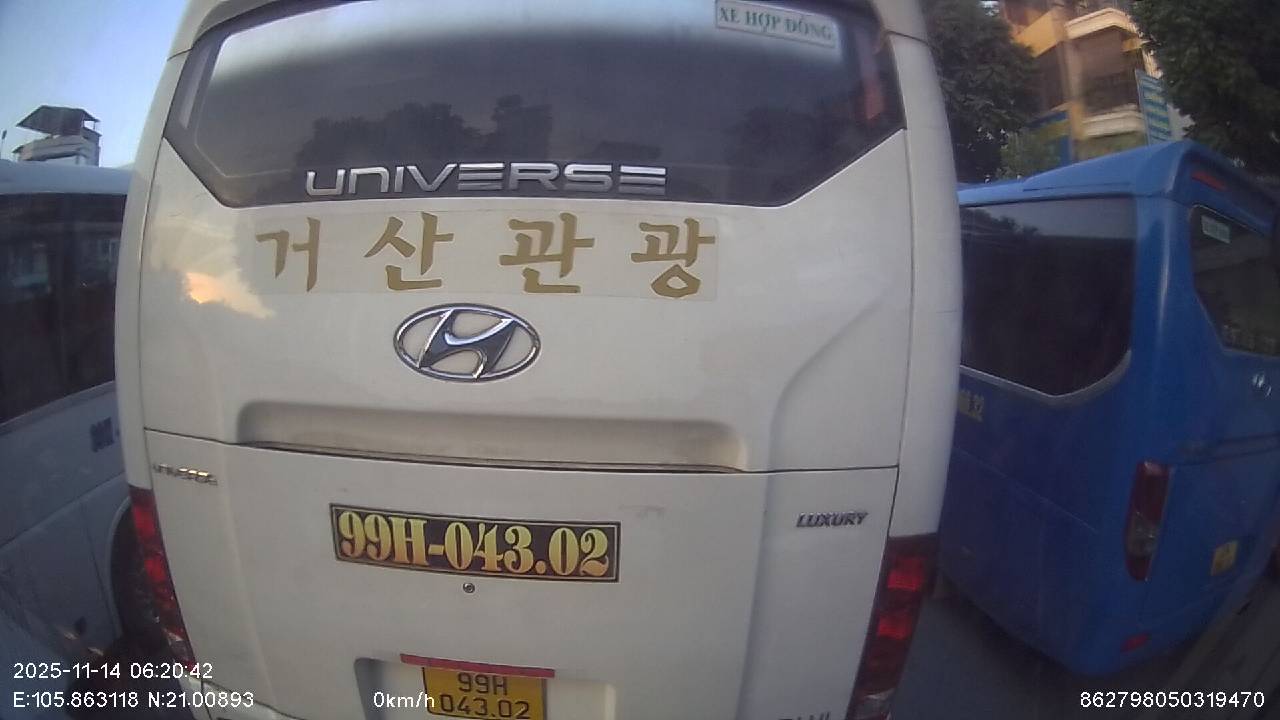 XE HỢP ĐỒNG
UNIVERSE
거산관광
UNIVERSE
LUXURY
99H-043.02
99H
043.02
2025-11-14 06:20:42
E:105.863118 N:21.00893
0km/h
862798050319470